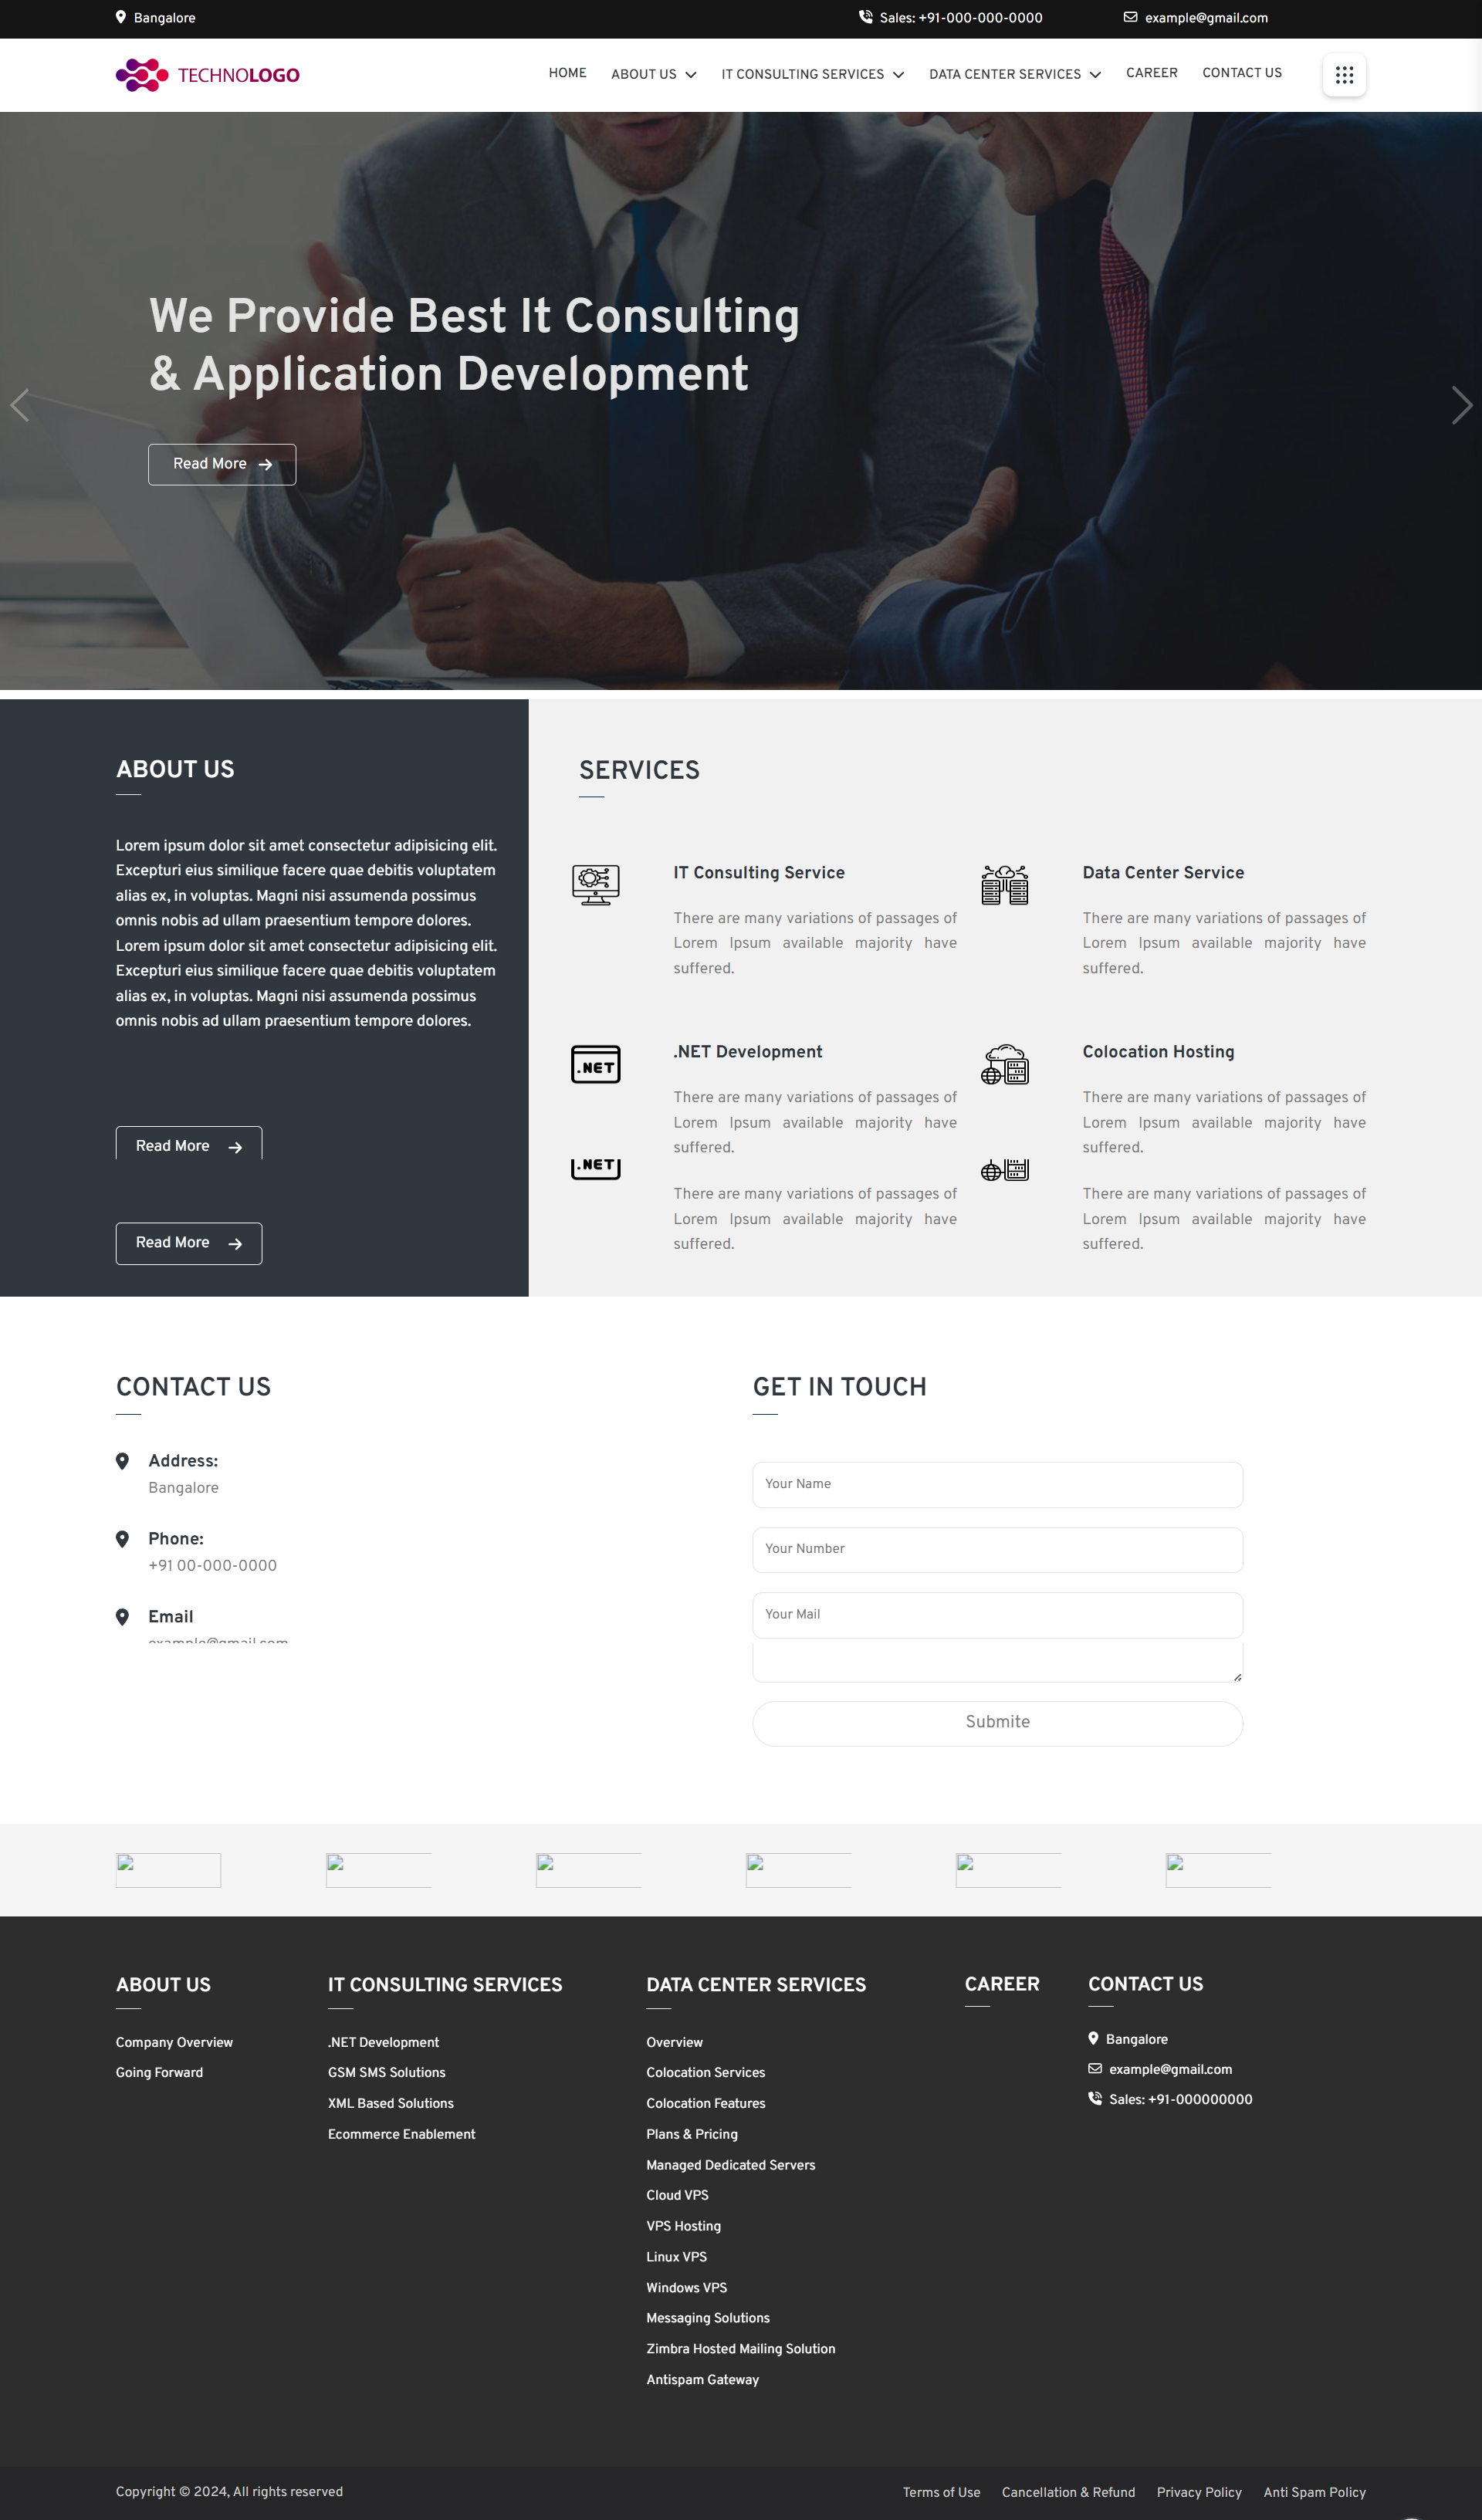 Bangalore
Sales: +91-000-000-0000
example@gmail.com
TECHNOLOGO
HOME
ABOUT US
IT CONSULTING SERVICES
DATA CENTER SERVICES
CAREER
CONTACT US
We Provide Best It Consulting
& Application Development
Read More
ABOUT US
Lorem ipsum dolor sit amet consectetur adipisicing elit.
Excepturi eius similique facere quae debitis voluptatem
alias ex, in voluptas. Magni nisi assumenda possimus
omnis nobis ad ullam praesentium tempore dolores.
Lorem ipsum dolor sit amet consectetur adipisicing elit.
Excepturi eius similique facere quae debitis voluptatem
alias ex, in voluptas. Magni nisi assumenda possimus
omnis nobis ad ullam praesentium tempore dolores.
Read More
Read More
SERVICES
IT Consulting Service
There are many variations of passages of
Lorem Ipsum available majority have
suffered.
Data Center Service
There are many variations of passages of
Lorem Ipsum available majority have
suffered.
.NET
.NET Development
There are many variations of passages of
Lorem Ipsum available majority have
suffered.
Colocation Hosting
There are many variations of passages of
Lorem Ipsum available majority have
suffered.
.NET
There are many variations of passages of
Lorem Ipsum available majority have
suffered.
There are many variations of passages of
Lorem Ipsum available majority have
suffered.
CONTACT US
Address:
Bangalore
Phone:
+91 00-000-0000
Email
example@gmail.com
GET IN TOUCH
Your Name
Your Number
Your Mail
Submite
ABOUT US
Company Overview
Going Forward
IT CONSULTING SERVICES
.NET Development
GSM SMS Solutions
XML Based Solutions
Ecommerce Enablement
DATA CENTER SERVICES
Overview
Colocation Services
Colocation Features
Plans & Pricing
Managed Dedicated Servers
Cloud VPS
VPS Hosting
Linux VPS
Windows VPS
Messaging Solutions
Zimbra Hosted Mailing Solution
Antispam Gateway
CAREER
CONTACT US
Bangalore
example@gmail.com
Sales: +91-000000000
Copyright © 2024, All rights reserved
Terms of Use
Cancellation & Refund
Privacy Policy
Anti Spam Policy